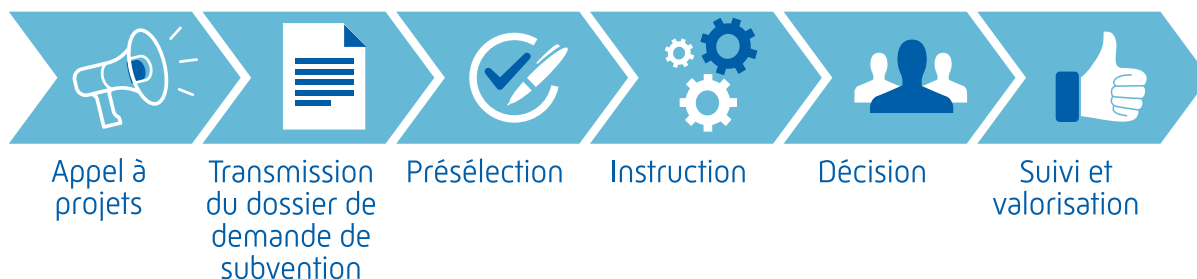 Appel à
projets
Transmission
du dossier de
demande de
subvention
Présélection
Instruction
Décision
Suivi et
valorisation